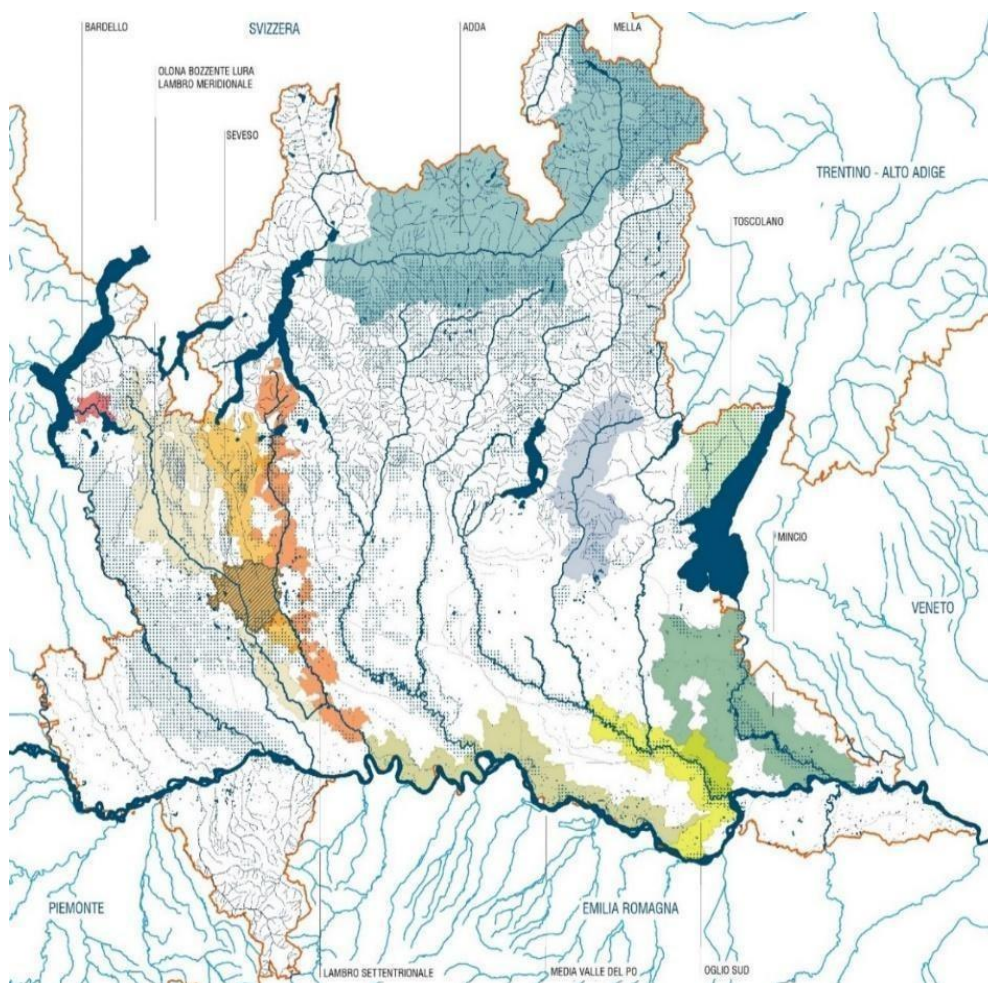 BARDELLO
SVIZZERA
ADDA
MELLA
OLONA BOZZENTE LURA
LAMBRO MERIDIONALE
SEVESO
TRENTINO - ALTO ADIGE
TOSCOLANO
MINCIO
VENETO
PIEMONTE
EMILIA ROMAGNA
LAMBRO SETTENTRIONALE
MEDIA VALLE DEL PO
OGLIO SUD